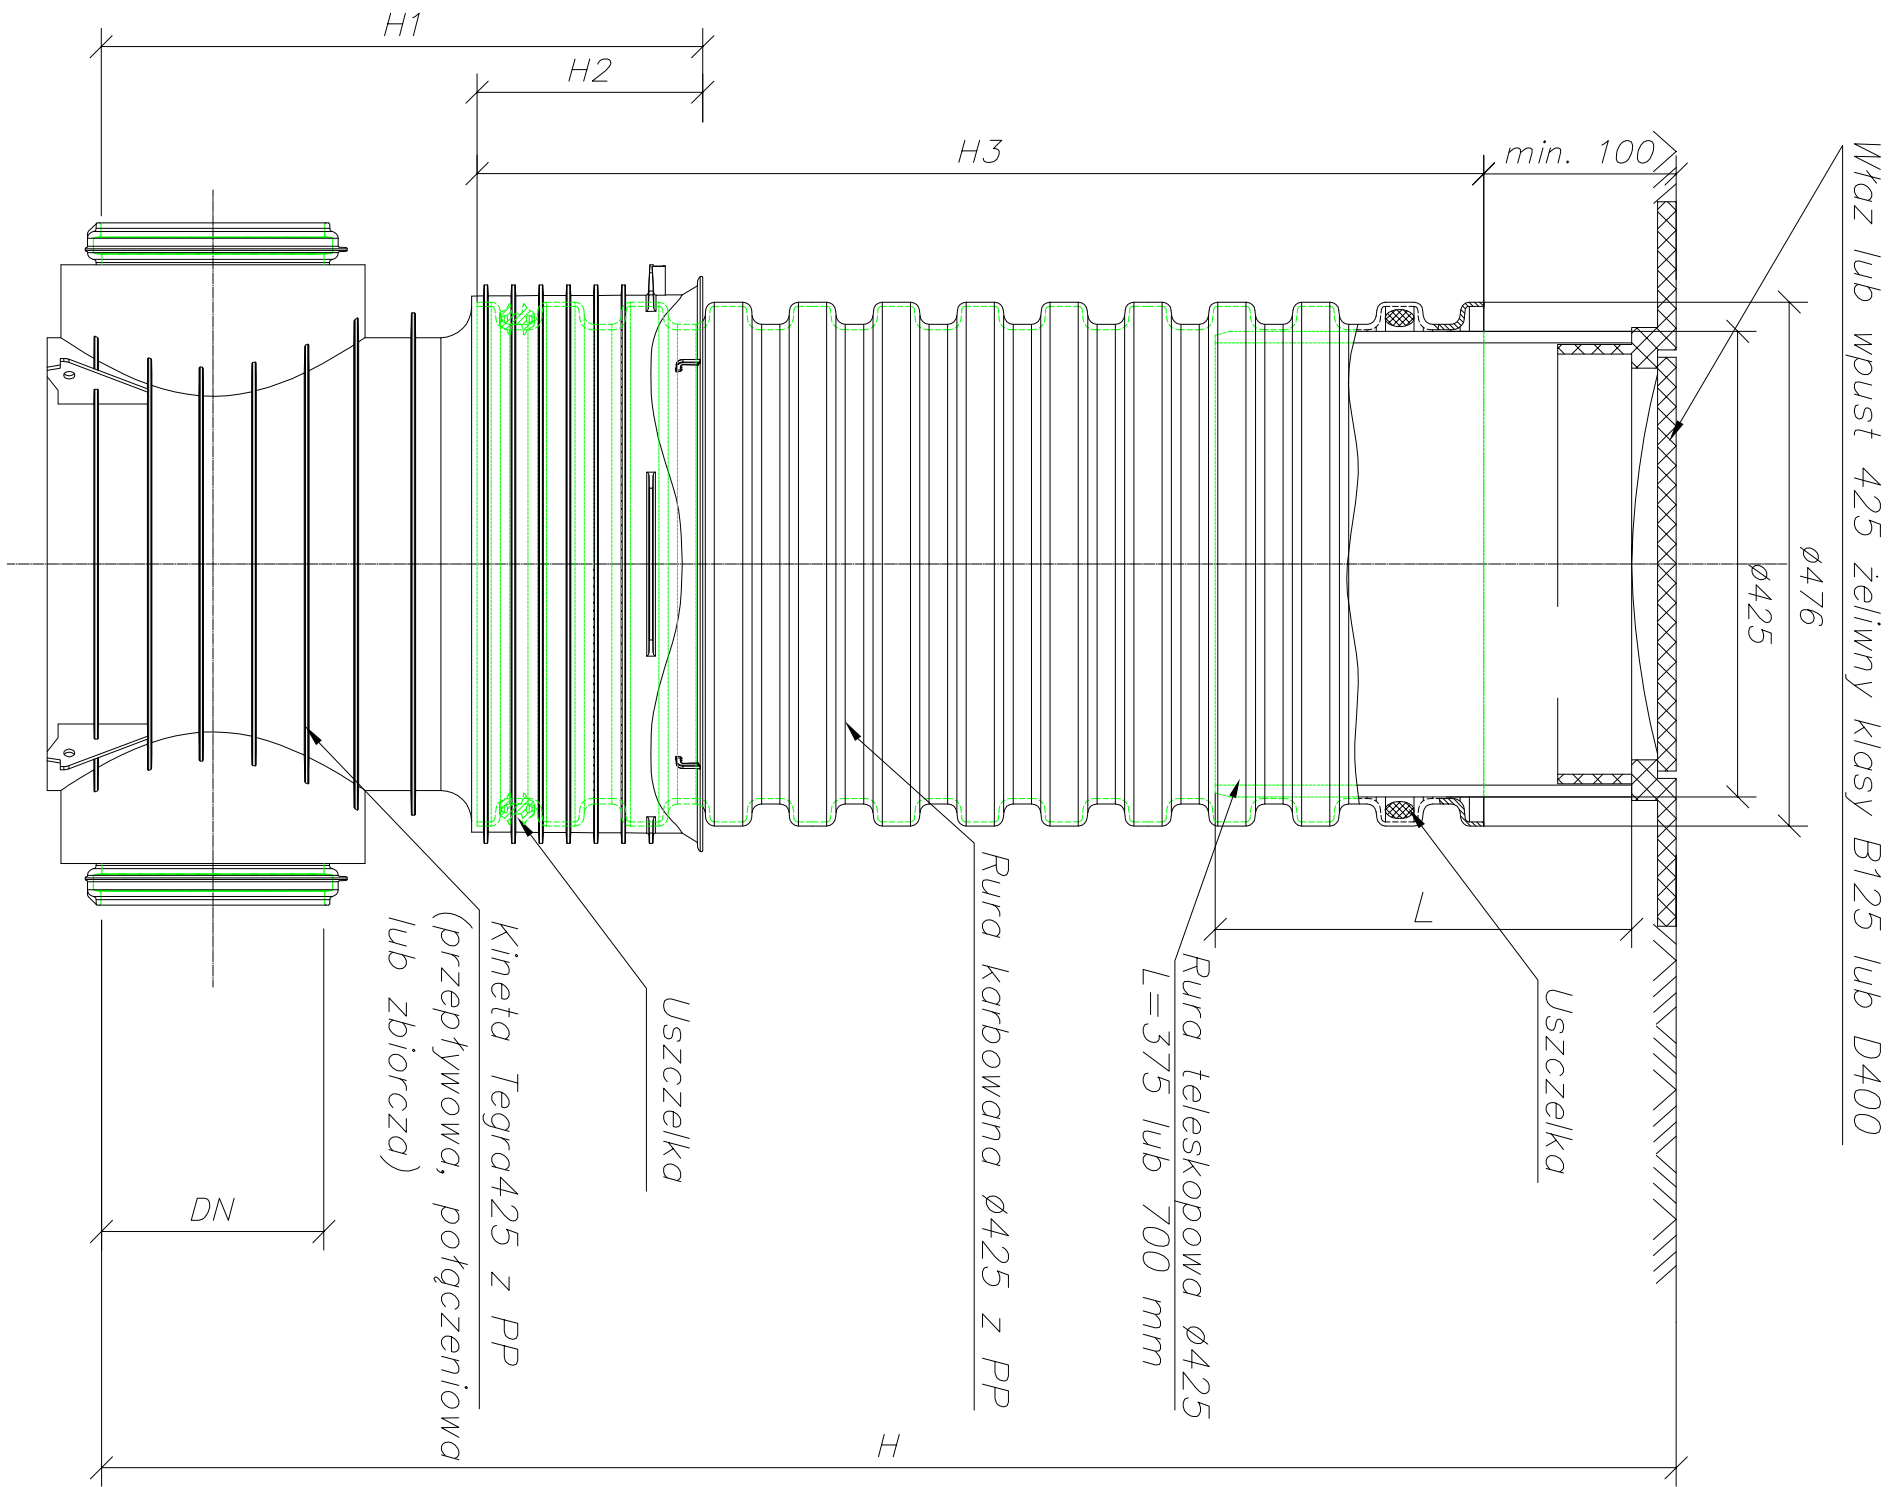 Właz lub wpust 425 żeliwny klasy B125 lub D400
ø476
ø425
min. 100
H3
H2
H1
L
Uszczelka
Rura teleskopowa ø425
L=375 lub 700 mm
Rura karbowana ø425 z PP
Uszczelka
Kineta Tegra425 z PP
(przepływowa, połączeniowa
lub zbiorcza)
DN
H